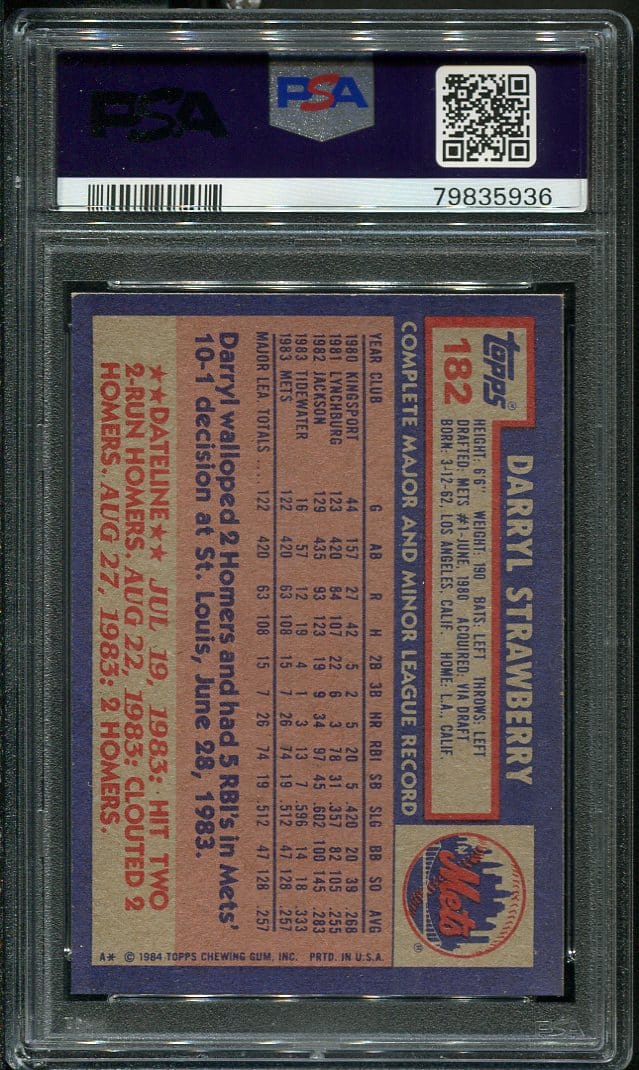 PSA
PSA
79835936
topps®
182
DARRYL STRAWBERRY
HEIGHT: 6'6" WEIGHT: 190 BATS: LEFT THROWS: LEFT
DRAFTED: METS #1-JUNE, 1980 ACQUIRED: VIA DRAFT
BORN: 3-12-62, LOS ANGELES, CALIF. HOME: L.A., CALIF.
Mets
®
COMPLETE MAJOR AND MINOR LEAGUE RECORD
YEAR CLUB G AB R H 2B 3B HR RBI SB SLG BB SO AVG
1980 KINGSPORT 44 157 27 42 5 2 5 20 5 .420 20 39 .268
1981 LYNCHBURG 123 420 84 107 22 6 3 78 31 .357 82 105 .255
1982 JACKSON 129 435 93 123 19 9 34 97 45 .602 100 145 .283
1983 TIDEWATER 16 57 12 19 4 1 3 13 7 .596 14 18 .333
1983 METS 122 420 63 108 15 7 26 74 19 .512 47 128 .257
MAJOR LEA TOTALS ..... 122 420 63 108 15 7 26 74 19 .512 47 128 .257
Darryl walloped 2 Homers and had 5 RBI's in Mets'
10-1 decision at St. Louis, June 28, 1983.
★★DATELINE★★ JUL 19, 1983: HIT TWO
2-RUN HOMERS. AUG 22, 1983: CLOUTED 2
HOMERS. AUG 27, 1983: 2 HOMERS.
A* © 1984 TOPPS CHEWING GUM, INC. PRTD. IN U.S.A.
PSA